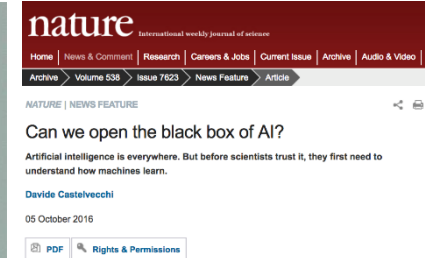 nature International weekly journal of science
Home News & Comment Research Careers & Jobs Current Issue Archive Audio & Video
Archive Volume 538 Issue 7623 News Feature Article
NATURE | NEWS FEATURE
Can we open the black box of AI?
Artificial intelligence is everywhere. But before scientists trust it, they first need to
understand how machines learn.
Davide Castelvecchi
05 October 2016
PDF Rights & Permissions